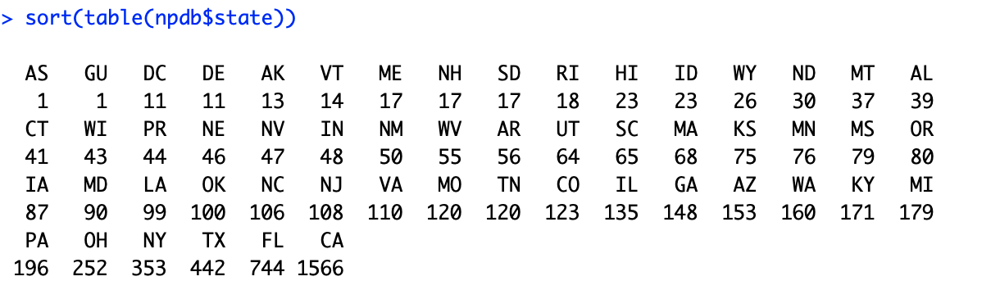 > sort(table(npdb$state))
AS GU DC DE AK VT ME NH SD RI HI ID WY ND MT AL
1 1 11 11 13 14 17 17 17 18 23 23 26 30 37 39
CT WI PR NE NV IN NM WV AR UT SC MA KS MN MS OR
41 43 44 46 47 48 50 55 56 64 65 68 75 76 79 80
IA MD LA OK NC NJ VA MO TN CO IL GA AZ WA KY MI
87 90 99 100 106 108 110 120 120 123 135 148 153 160 171 179
PA OH NY TX FL CA
196 252 353 442 744 1566